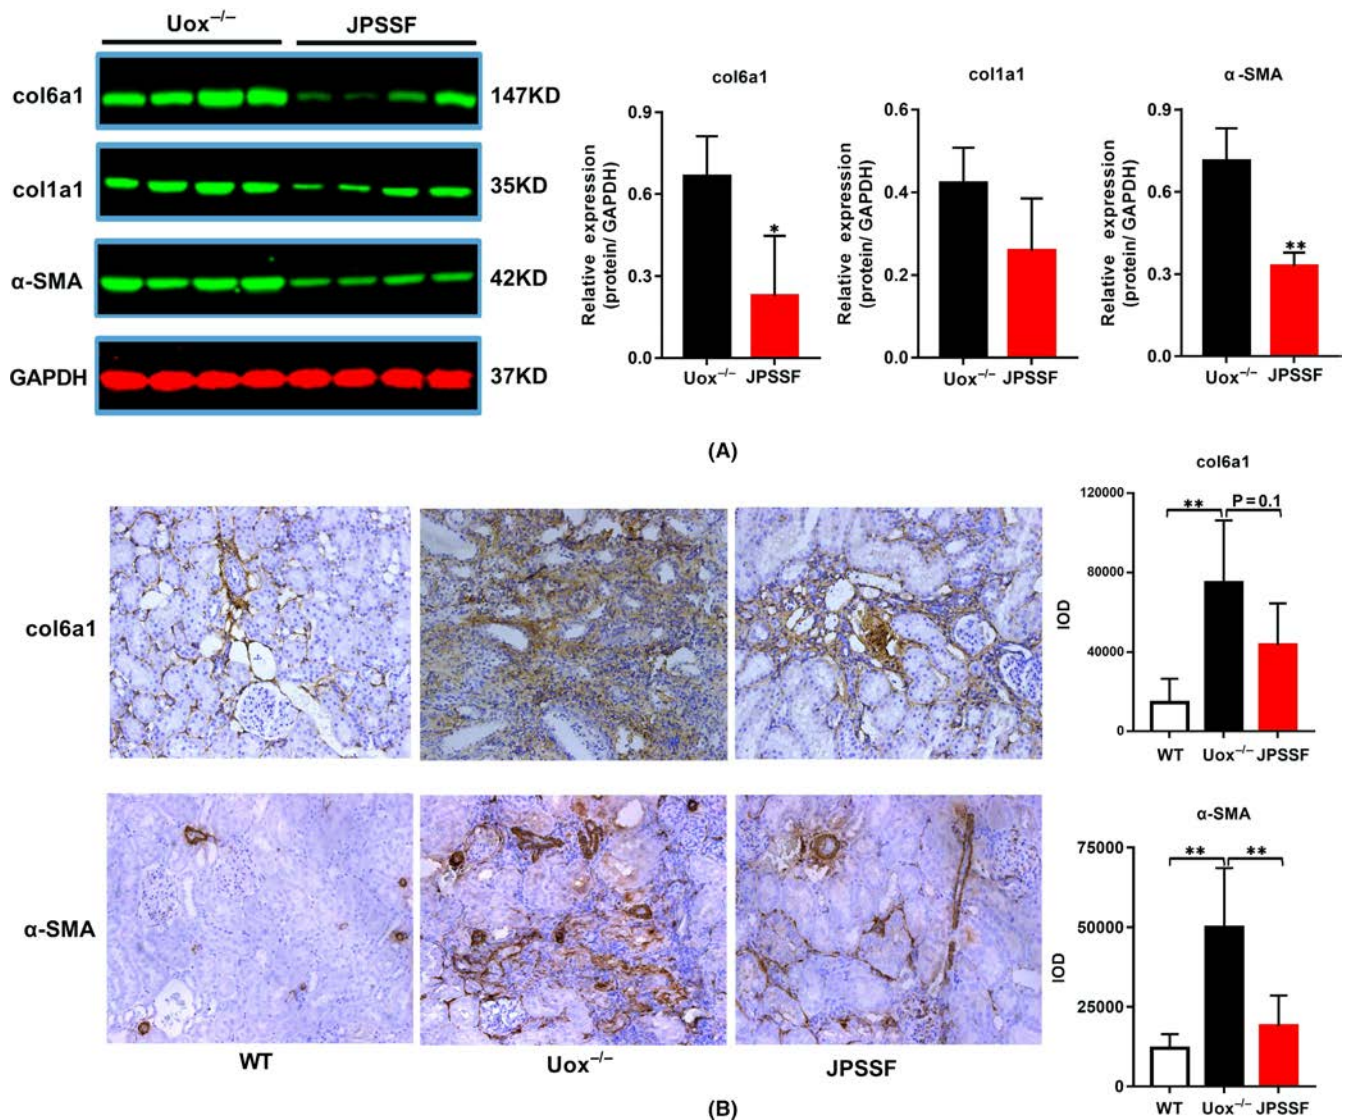 Uox⁻/⁻ JPSSF
col6a1 147KD
col1a1 35KD
α-SMA 42KD
GAPDH 37KD
col6a1
Relative expression
(protein/ GAPDH)
0.9
0.6
0.3
0.0
Uox⁻/⁻ JPSSF
*
col1a1
Relative expression
(protein/ GAPDH)
0.6
0.4
0.2
0.0
Uox⁻/⁻ JPSSF
α-SMA
Relative expression
(protein/ GAPDH)
0.9
0.6
0.3
0.0
Uox⁻/⁻ JPSSF
**
(A)
col6a1
α-SMA
WT Uox⁻/⁻ JPSSF
col6a1
IOD
120000
80000
40000
0
** P=0.1
WT Uox⁻/⁻ JPSSF
α-SMA
IOD
75000
50000
25000
0
** **
WT Uox⁻/⁻ JPSSF
(B)